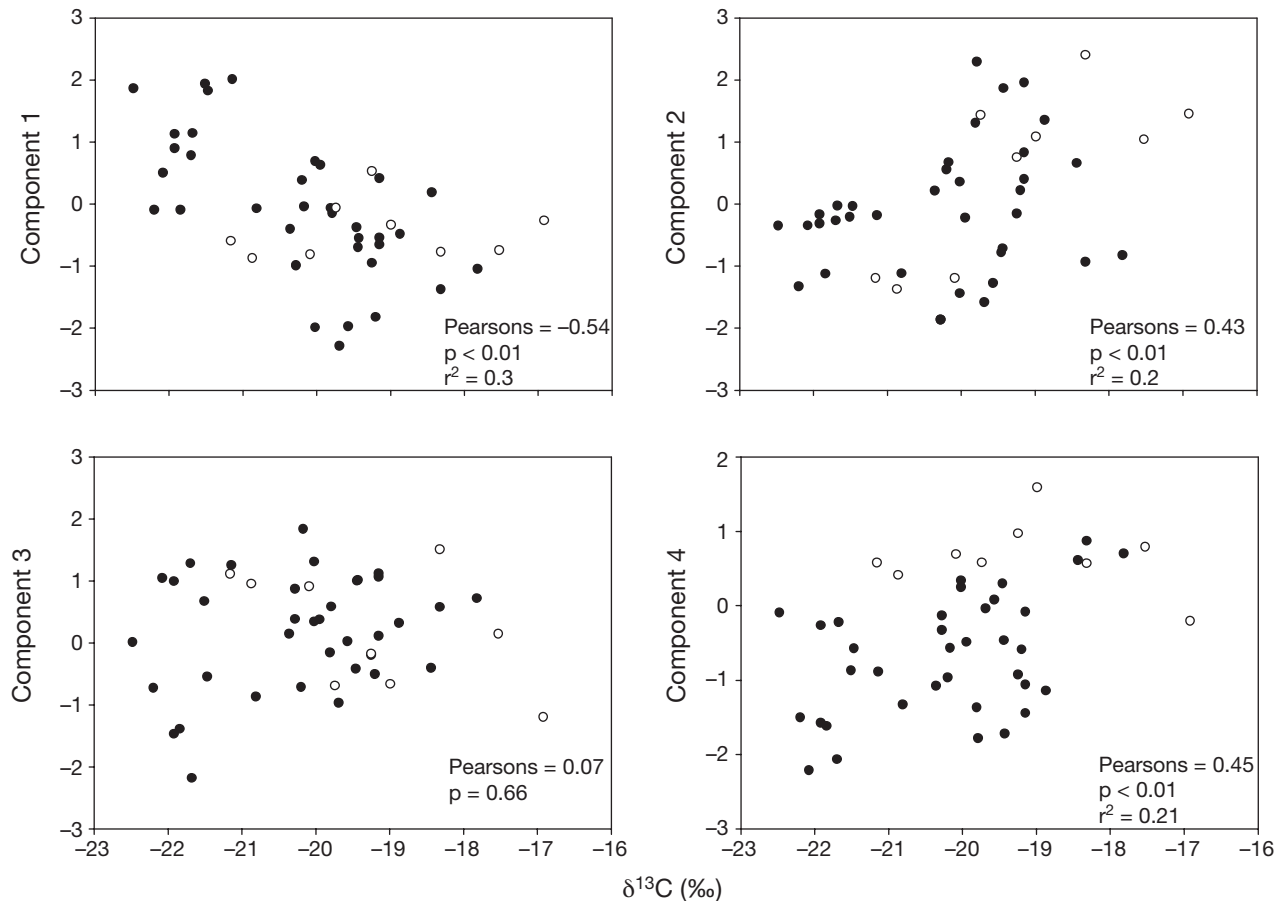 3
2
1
0
−1
−2
−3
Component 1
Pearsons = −0.54
p < 0.01
r² = 0.3
3
2
1
0
−1
−2
−3
Component 2
Pearsons = 0.43
p < 0.01
r² = 0.2
3
2
1
0
−1
−2
−3
Component 3
Pearsons = 0.07
p = 0.66
−23 −22 −21 −20 −19 −18 −17 −16
2
1
0
−1
−2
−3
Component 4
Pearsons = 0.45
p < 0.01
r² = 0.21
−23 −22 −21 −20 −19 −18 −17 −16
δ¹³C (‰)